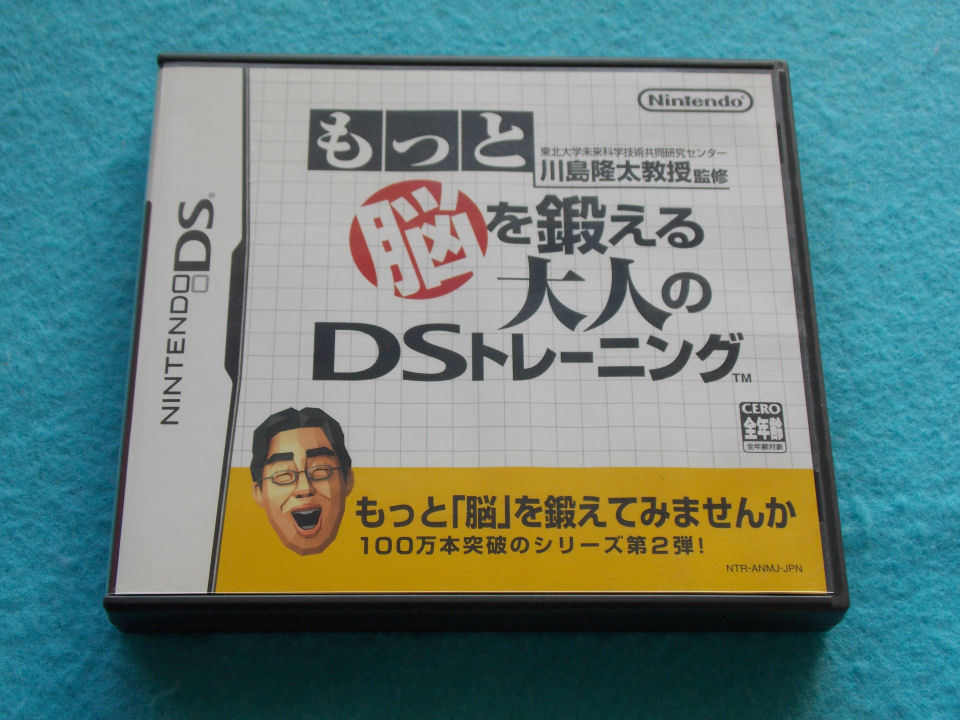 NINTENDO DS
Nintendo
もっと
東北大学未来科学技術共同研究センター
川島隆太教授監修
脳を鍛える
大人の
DSトレーニング™
CERO
全年齢
全年齢対象
もっと「脳」を鍛えてみませんか
100万本突破のシリーズ第2弾!
NTR-ANMJ-JPN